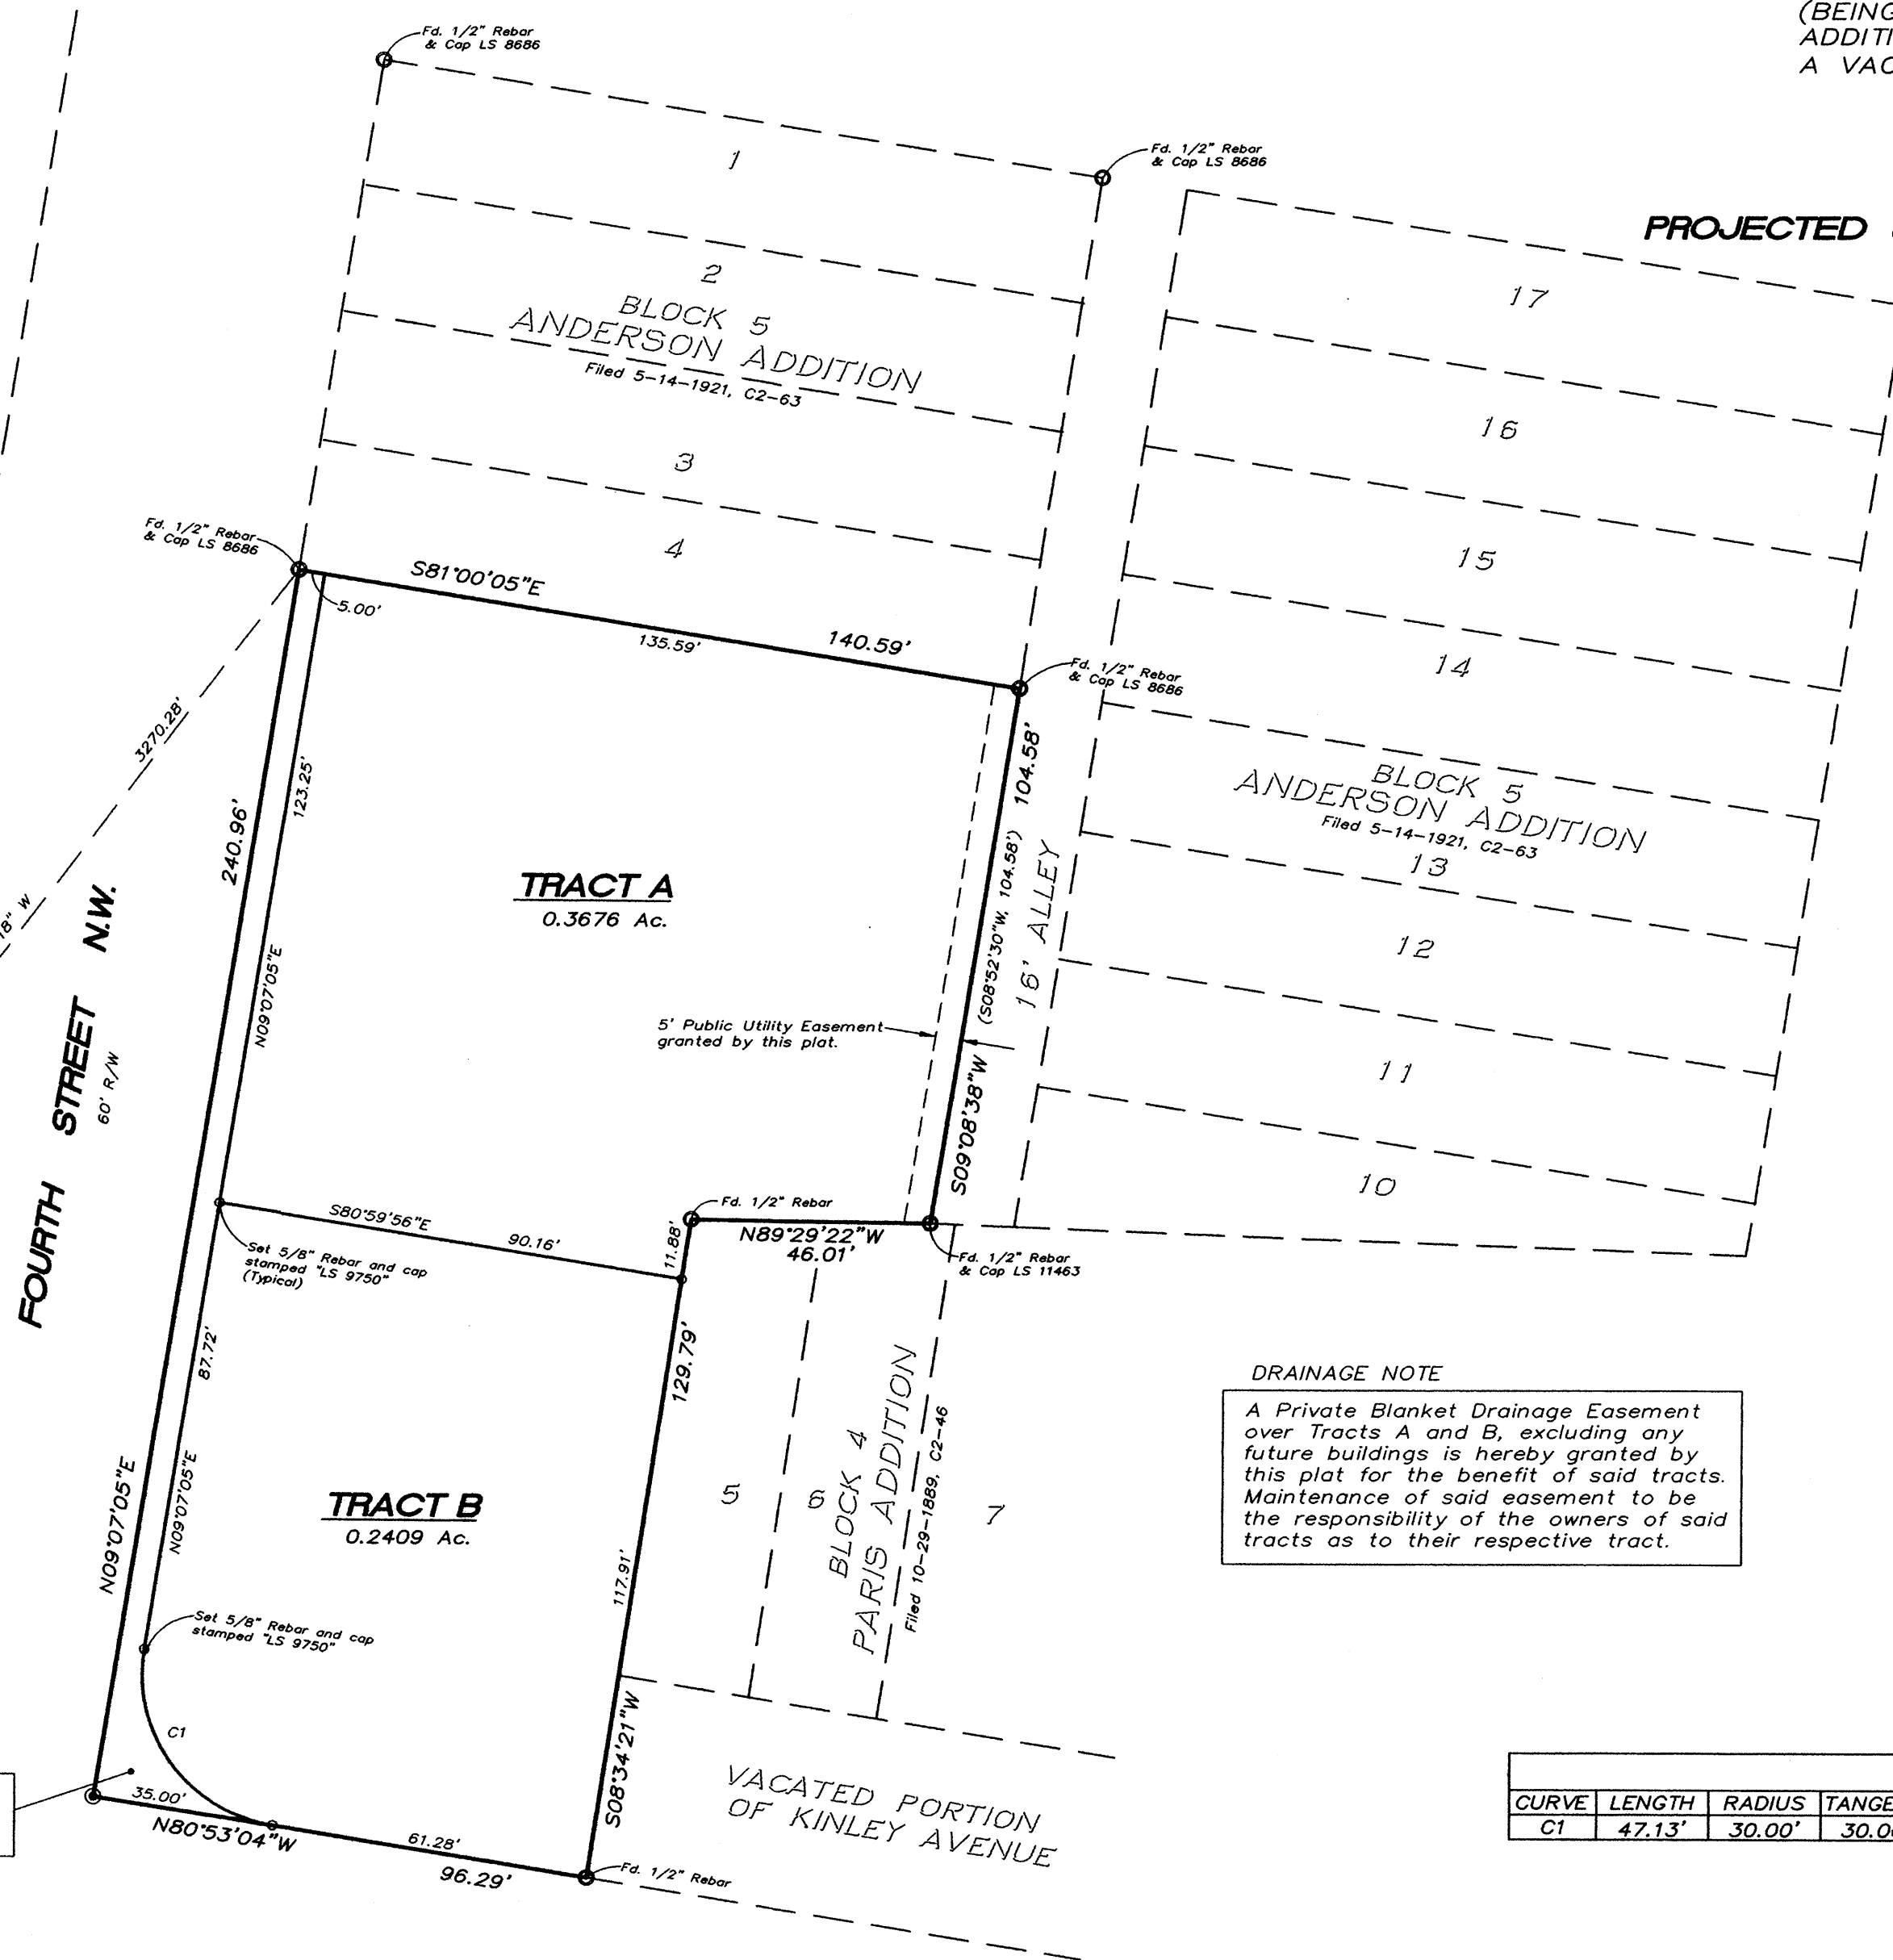 (BEING
ADDITI
A VAC
Fd. 1/2" Rebar
& Cap LS 8686
Fd. 1/2" Rebar
& Cap LS 8686
PROJECTED
1
2
BLOCK 5
ANDERSON ADDITION
Filed 5-14-1921, C2-63
3
4
17
16
15
14
BLOCK 5
ANDERSON ADDITION
Filed 5-14-1921, C2-63
13
12
11
10
Fd. 1/2" Rebar
& Cap LS 8686
S81°00'05"E
5.00'
135.59'
140.59'
Fd. 1/2" Rebar
& Cap LS 8686
3270.28'
18" W
240.96'
123.25'
N09°07'05"E
TRACT A
0.3676 Ac.
104.58'
(S08°52'30"W, 104.58')
S09°08'38"W
16' ALLEY
5' Public Utility Easement
granted by this plat.
FOURTH STREET N.W.
60' R/W
S80°59'56"E
90.16'
Set 5/8" Rebar and cap
stamped "LS 9750"
(Typical)
Fd. 1/2" Rebar
11.88'
N89°29'22"W
46.01'
Fd. 1/2" Rebar
& Cap LS 11463
87.72'
N09°07'05"E
N09°07'05"E
129.79'
117.91'
S08°34'21"W
TRACT B
0.2409 Ac.
5
6
7
BLOCK 4
PARIS ADDITION
Filed 10-29-1889, C2-46
DRAINAGE NOTE
A Private Blanket Drainage Easement
over Tracts A and B, excluding any
future buildings is hereby granted by
this plat for the benefit of said tracts.
Maintenance of said easement to be
the responsibility of the owners of said
tracts as to their respective tract.
Set 5/8" Rebar and cap
stamped "LS 9750"
C1
35.00'
N80°53'04"W
61.28'
96.29'
Fd. 1/2" Rebar
VACATED PORTION
OF KINLEY AVENUE
CURVE LENGTH RADIUS TANGE
C1 47.13' 30.00' 30.0